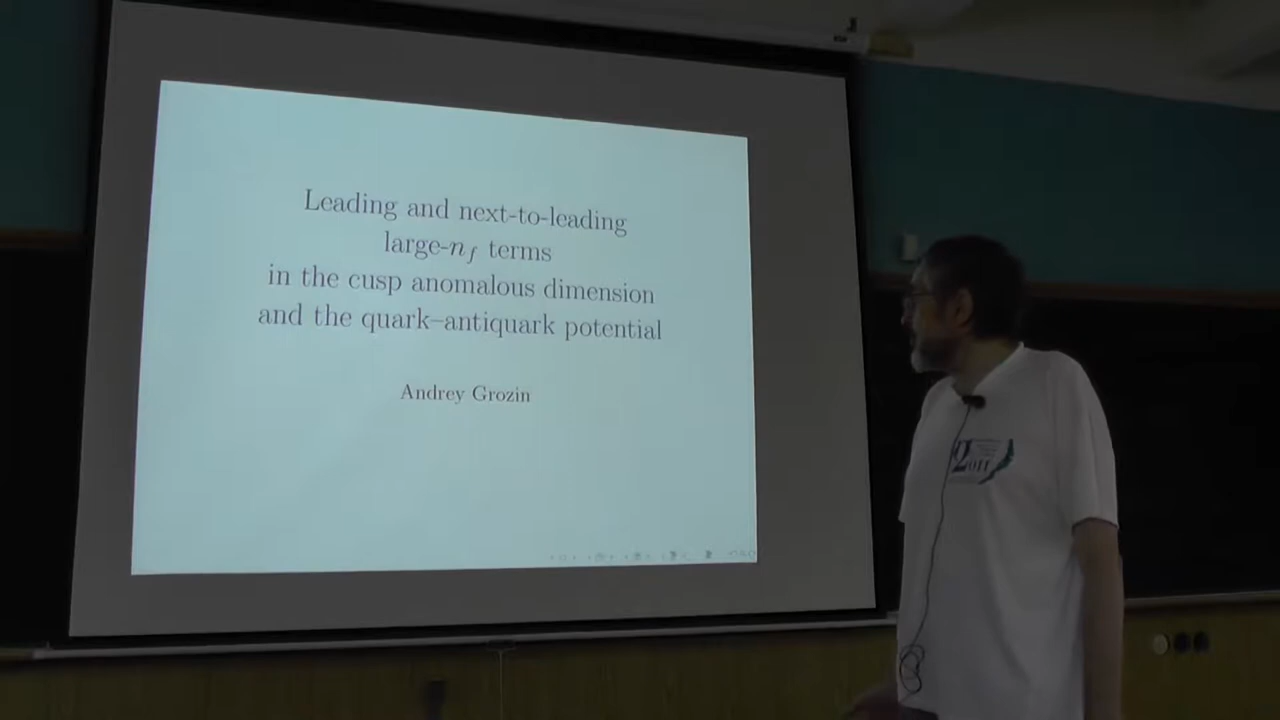 Leading and next-to-leading
large-n_f terms
in the cusp anomalous dimension
and the quark–antiquark potential
Andrey Grozin
2011